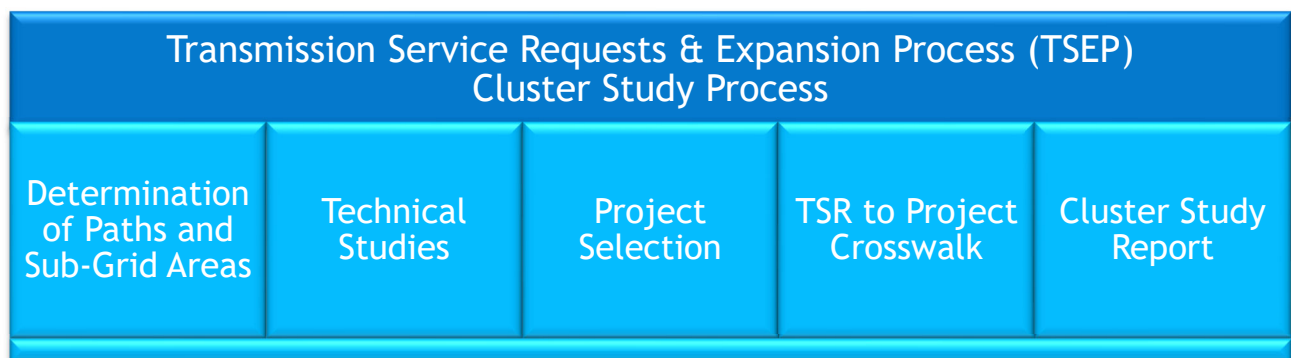 Transmission Service Requests & Expansion Process (TSEP)
Cluster Study Process
Determination
of Paths and
Sub-Grid Areas
Technical
Studies
Project
Selection
TSR to Project
Crosswalk
Cluster Study
Report